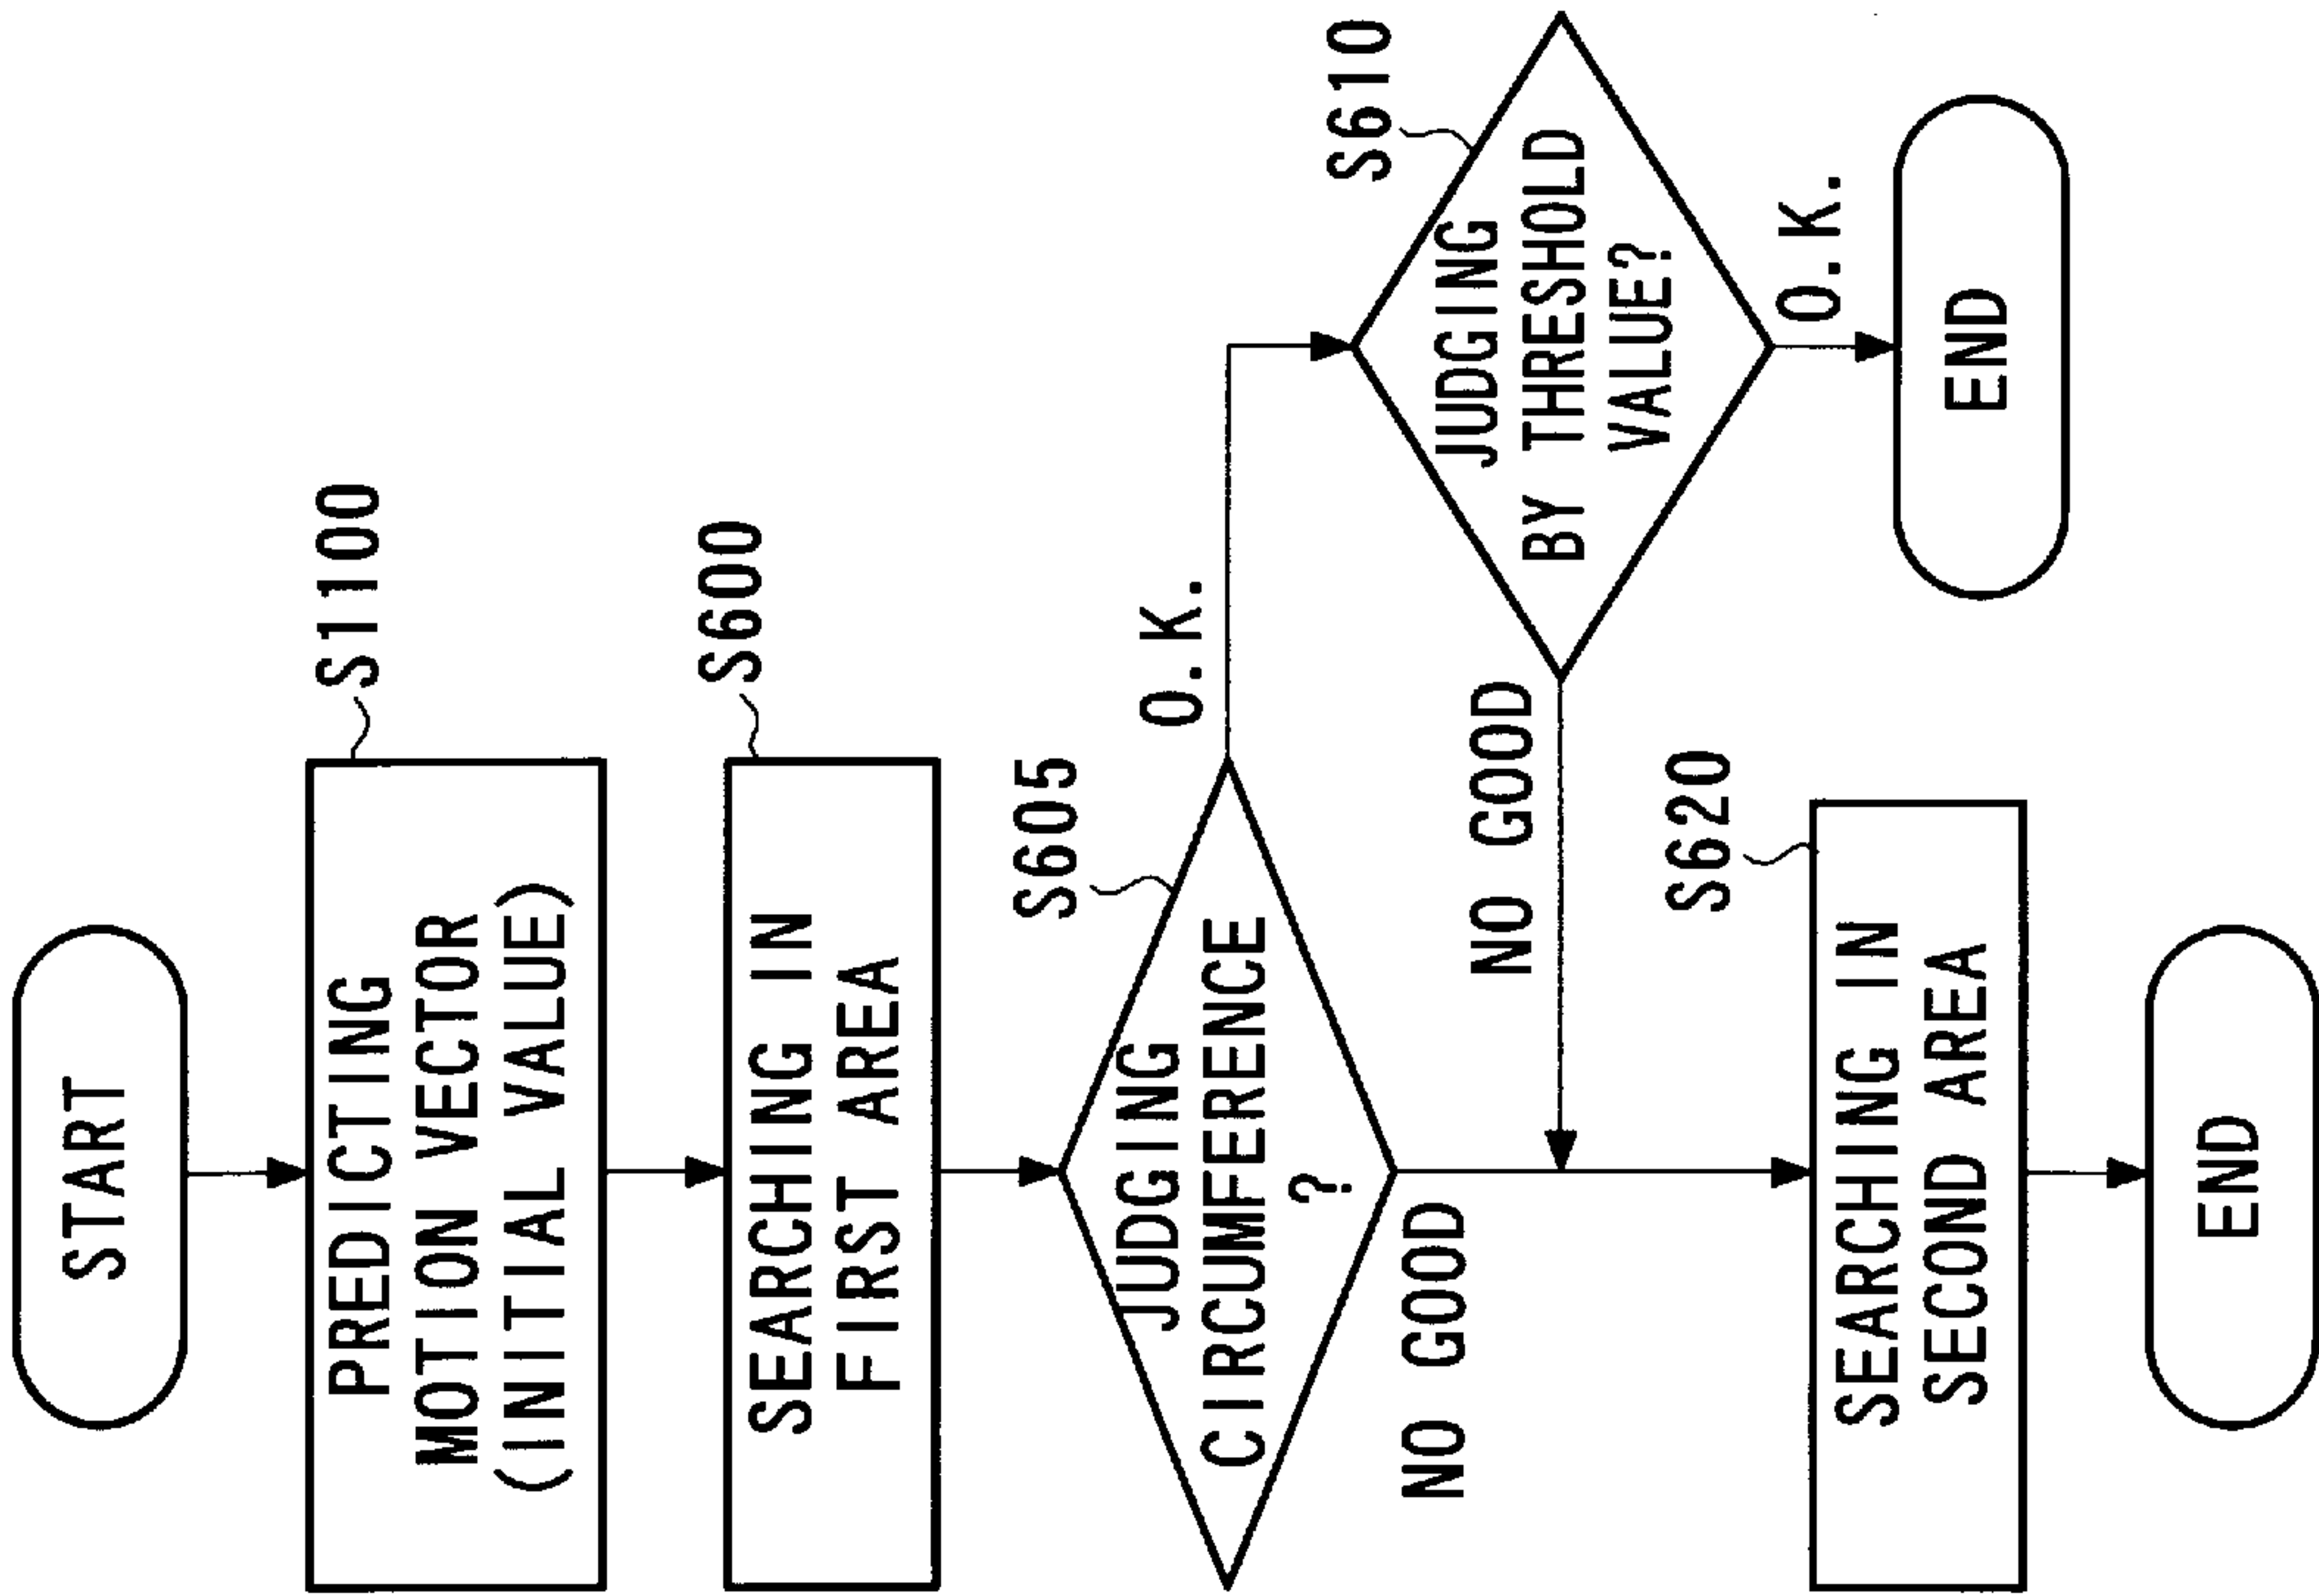 START
S1100
PREDICTING
MOTION VECTOR
(INITIAL VALUE)
S600
SEARCHING IN
FIRST AREA
S605
JUDGING
CIRCUMFERENCE
?
O.K.
NO GOOD
S610
JUDGING
BY THRESHOLD
VALUE?
NO GOOD
O.K.
END
S620
SEARCHING IN
SECOND AREA
END